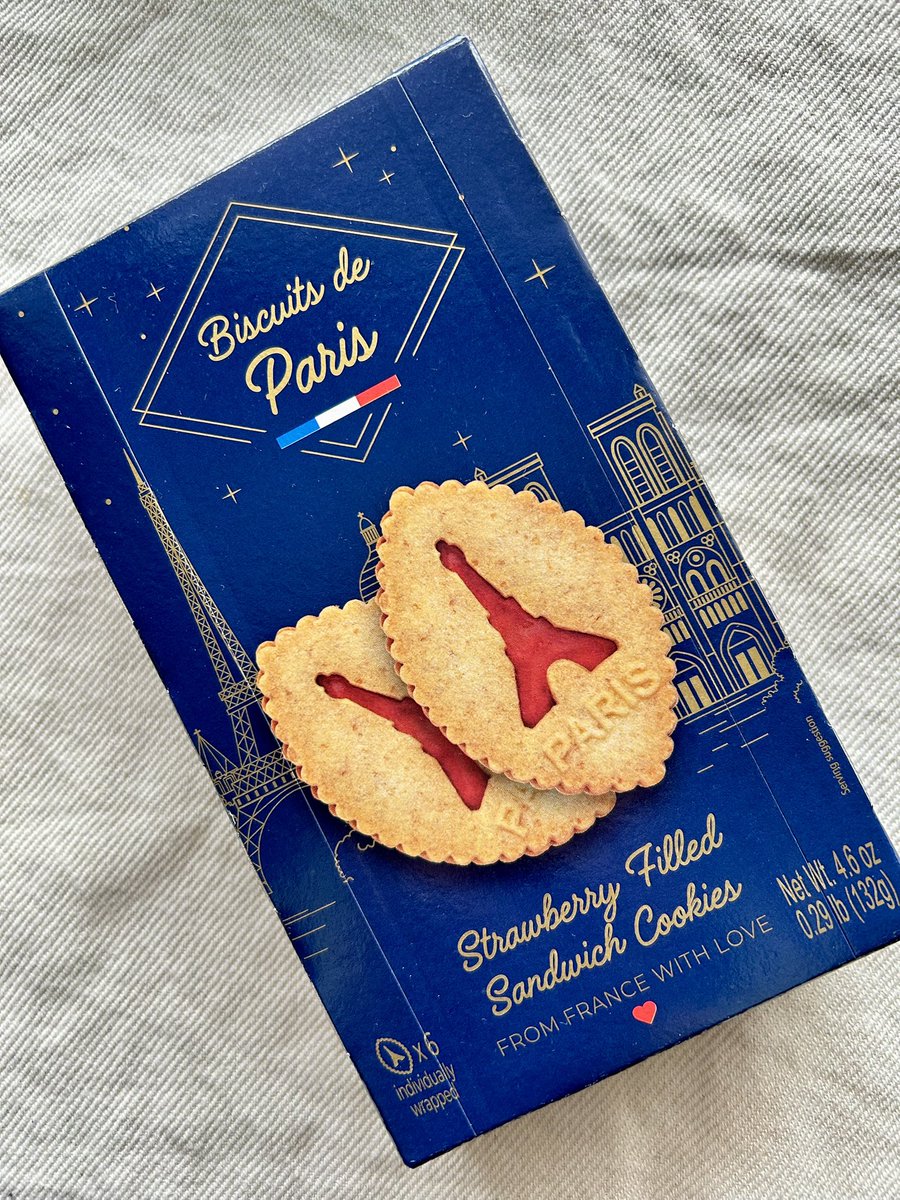 Biscuits de
Paris
PARIS
Strawberry Filled
Sandwich Cookies
FROM FRANCE WITH LOVE
Serving suggestion
Net Wt. 4.6 oz
0.29 lb (132g)
x 6
individually
wrapped